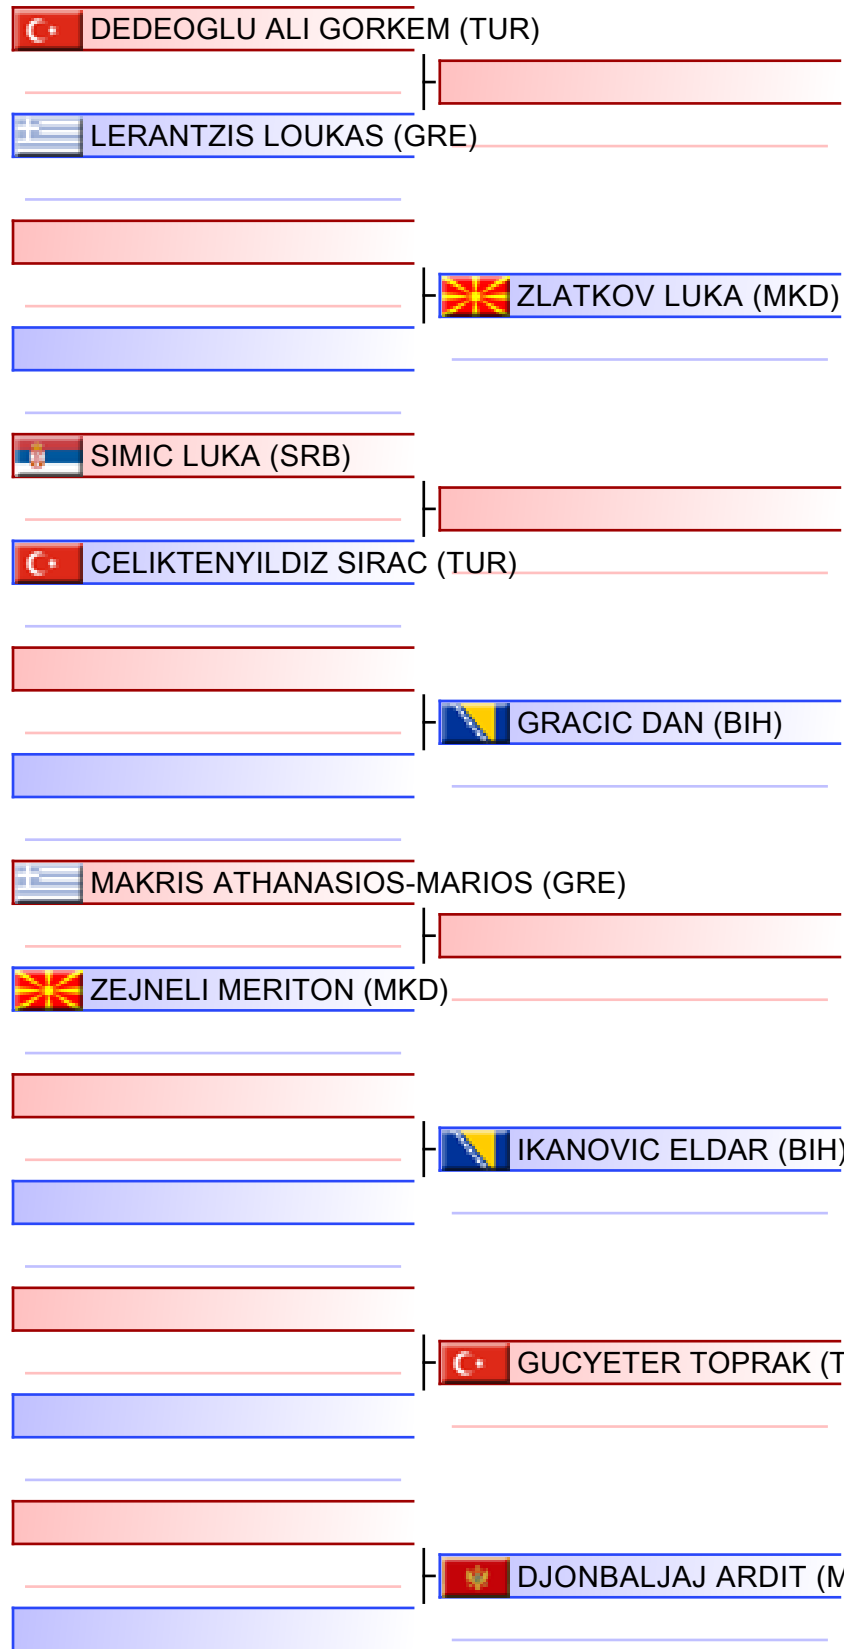 DEDEOGLU ALI GORKEM (TUR)
LERANTZIS LOUKAS (GRE)
ZLATKOV LUKA (MKD)
SIMIC LUKA (SRB)
CELIKTENYILDIZ SIRAC (TUR)
GRACIC DAN (BIH)
MAKRIS ATHANASIOS-MARIOS (GRE)
ZEJNELI MERITON (MKD)
IKANOVIC ELDAR (BIH)
GUCYETER TOPRAK (T
DJONBALJAJ ARDIT (M